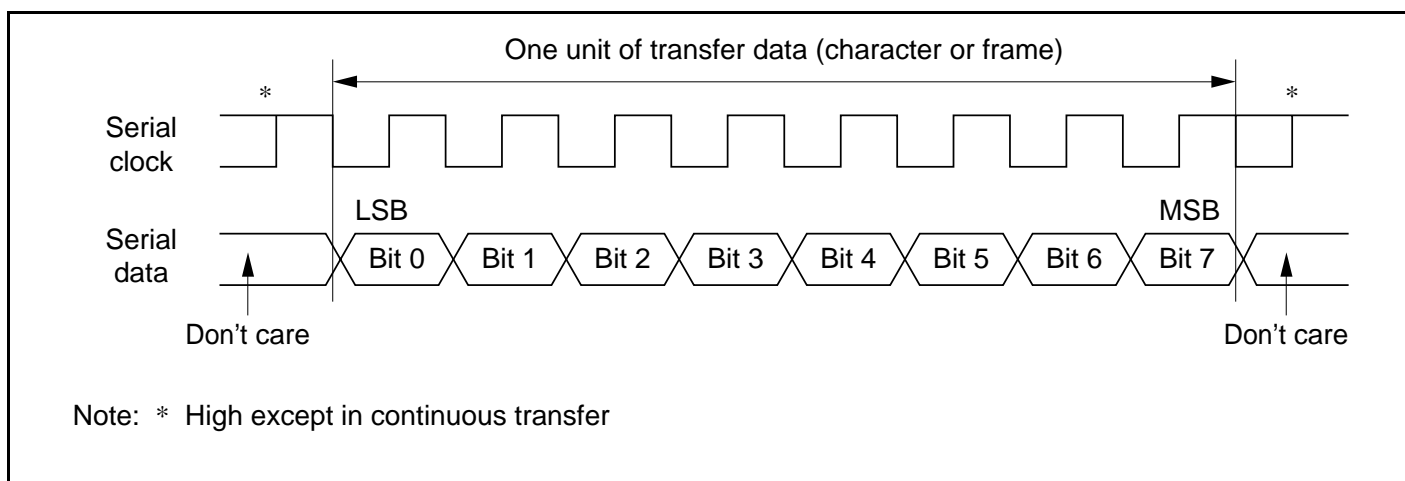 One unit of transfer data (character or frame)
* *
Serial
clock
LSB MSB
Serial
data
Bit 0 Bit 1 Bit 2 Bit 3 Bit 4 Bit 5 Bit 6 Bit 7
Don’t care Don’t care
Note: * High except in continuous transfer